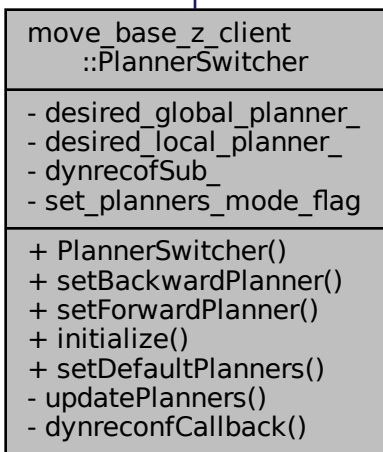 move_base_z_client
::PlannerSwitcher
- desired_global_planner_
- desired_local_planner_
- dynrecofSub_
- set_planners_mode_flag
+ PlannerSwitcher()
+ setBackwardPlanner()
+ setForwardPlanner()
+ initialize()
+ setDefaultPlanners()
- updatePlanners()
- dynreconfCallback()